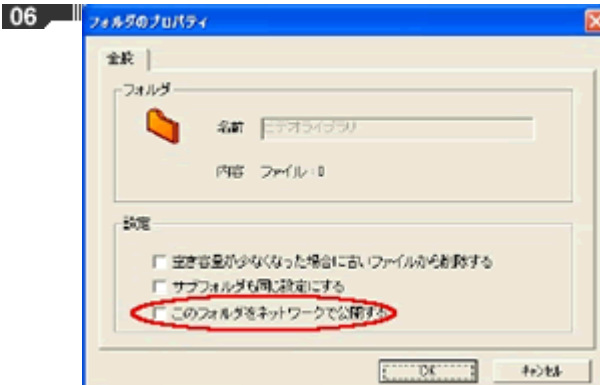 06
フォルダのプロパティ
全般
フォルダ
名前 ビデオライブラリ
内容 ファイル:0
設定
空き容量が少なくなった場合に古いファイルから削除する
サブフォルダも同じ設定にする
このフォルダをネットワークで公開する
OK キャンセル